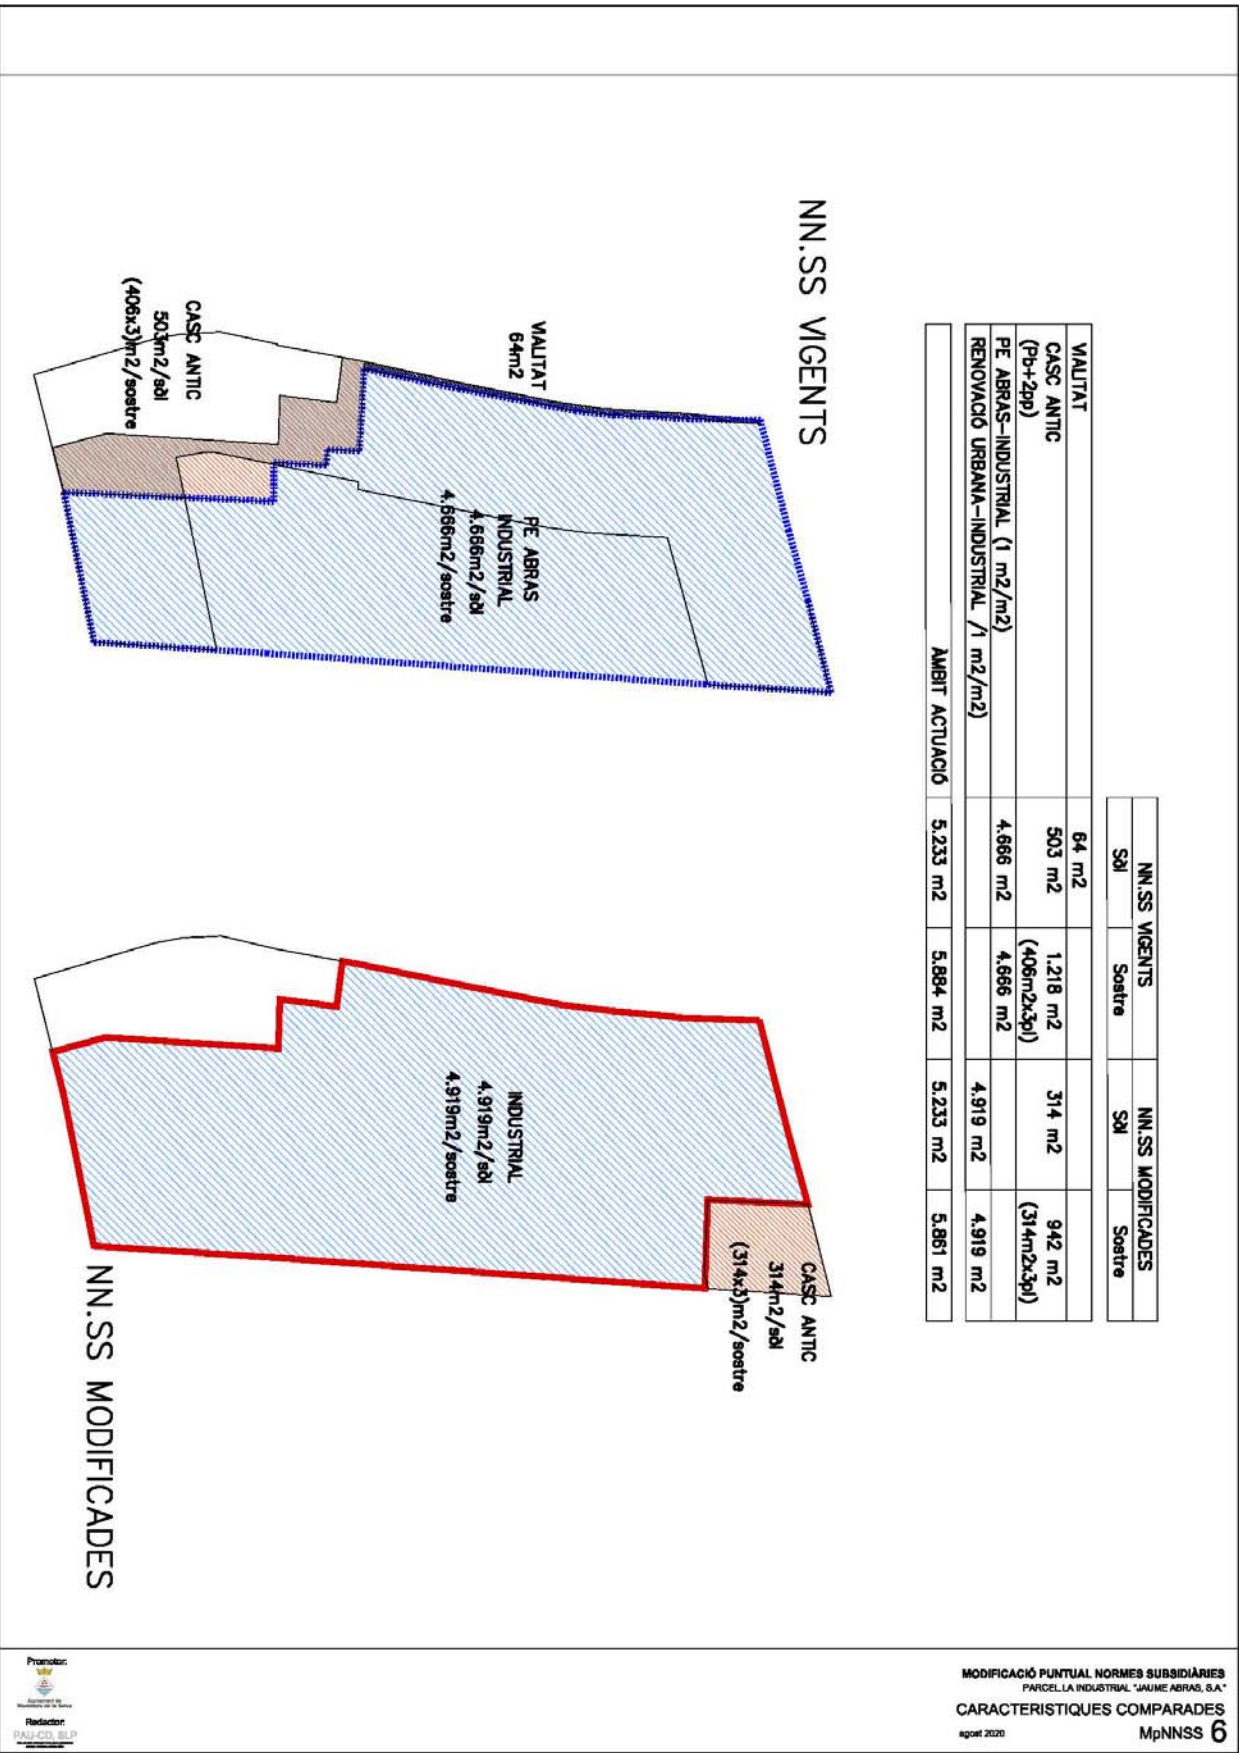 NN.SS VIGENTS
NN.SS MODIFICADES
Sòl
Sostre
Sòl
Sostre
VIALITAT
64 m2
CASC ANTIC
503 m2
1.218 m2
314 m2
942 m2
(Pb+2pp)
(406m2x3pl)
(314m2x3pl)
PE ABRAS-INDUSTRIAL (1 m2/m2)
4.666 m2
4.666 m2
RENOVACIÓ URBANA-INDUSTRIAL /1 m2/m2)
4.919 m2
4.919 m2
ÀMBIT ACTUACIÓ
5.233 m2
5.884 m2
5.233 m2
5.861 m2
NN.SS VIGENTS
VIALITAT
64m2
PE ABRAS
INDUSTRIAL
4.666m2/sòl
4.666m2/sostre
CASC ANTIC
503m2/sòl
(406x3)m2/sostre
CASC ANTIC
314m2/sòl
(314x3)m2/sostre
INDUSTRIAL
4.919m2/sòl
4.919m2/sostre
NN.SS MODIFICADES
Promotor:
Redactor:
PAU-CD, SLP
MODIFICACIÓ PUNTUAL NORMES SUBSIDIÀRIES
PARCEL.LA INDUSTRIAL "JAUME ABRAS, S.A."
CARACTERISTIQUES COMPARADES
agost 2020
MpNNSS 6